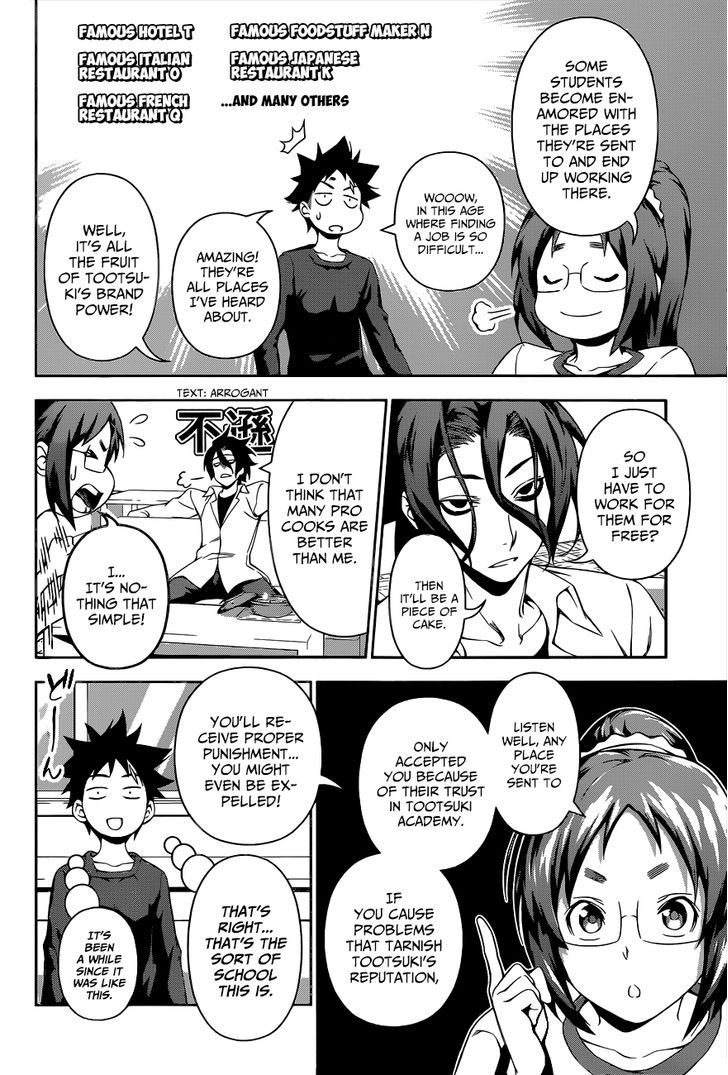 SOME
STUDENTS
BECOME EN-
AMORED WITH
THE PLACES
THEY'RE SENT
TO AND END
UP WORKING
THERE.
FAMOUS HOTEL T
FAMOUS FOODSTUFF MAKER N
FAMOUS ITALIAN
RESTAURANT O
FAMOUS JAPANESE
RESTAURANT K
FAMOUS FRENCH
RESTAURANT Q
...AND MANY OTHERS
WOOOW,
IN THIS AGE
WHERE FINDING
A JOB IS SO
DIFFICULT...
AMAZING!
THEY'RE
ALL PLACES
I'VE HEARD
ABOUT.
WELL,
IT'S ALL
THE FRUIT
OF TOOTSU-
KI'S BRAND
POWER!
SO
I JUST
HAVE TO
WORK FOR
THEM FOR
FREE?
THEN
IT'LL BE A
PIECE OF
CAKE.
TEXT: ARROGANT
不遜
I DON'T
THINK THAT
MANY PRO
COOKS ARE
BETTER
THAN ME.
I...
IT'S NO-
THING THAT
SIMPLE!
LISTEN
WELL, ANY
PLACE
YOU'RE
SENT TO
ONLY
ACCEPTED
YOU BECAUSE
OF THEIR TRUST
IN TOOTSUKI
ACADEMY.
IF
YOU CAUSE
PROBLEMS
THAT TARNISH
TOOTSUKI'S
REPUTATION,
YOU'LL RE-
CEIVE PROPER
PUNISHMENT...
YOU MIGHT
EVEN BE EX-
PELLED!
THAT'S
RIGHT...
THAT'S THE
SORT OF
SCHOOL
THIS IS.
IT'S
BEEN
A WHILE
SINCE IT
WAS LIKE
THIS.
どーん